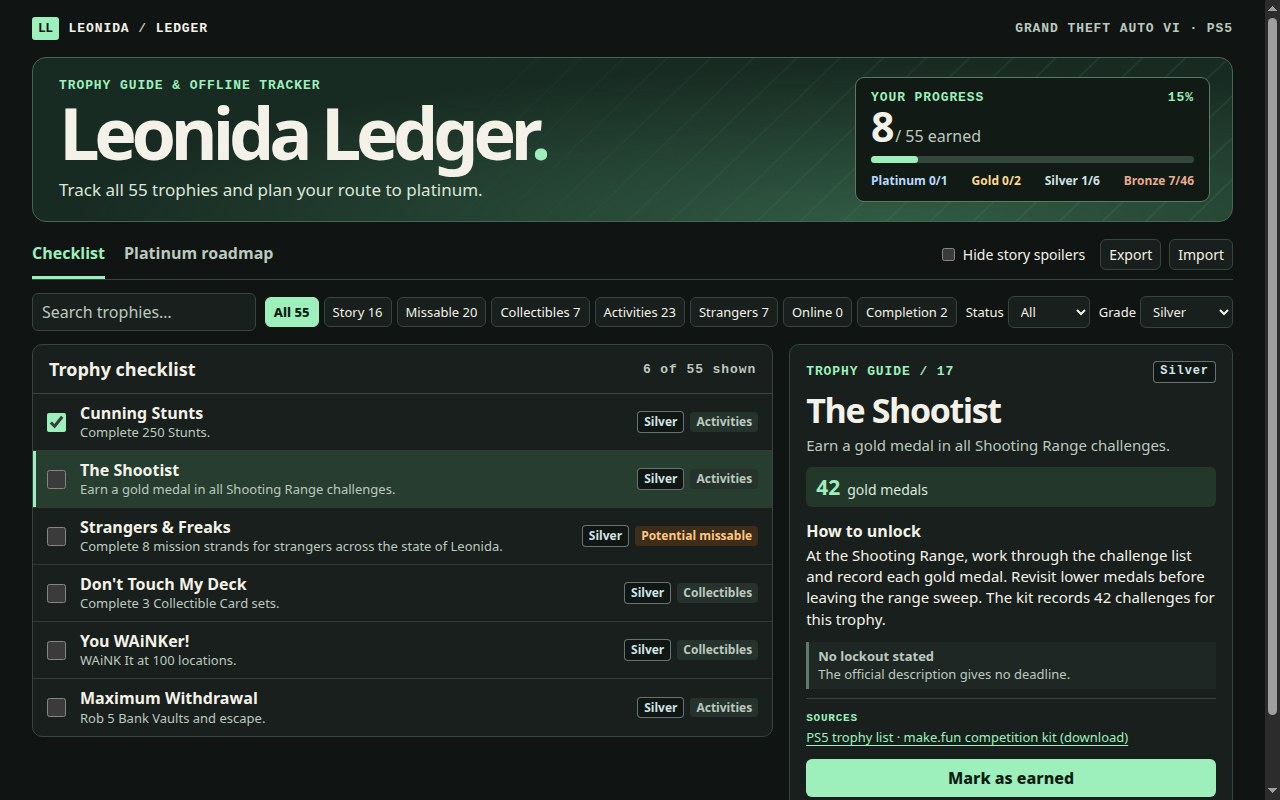 LL LEONIDA / LEDGER
GRAND THEFT AUTO VI · PS5
TROPHY GUIDE & OFFLINE TRACKER
Leonida Ledger.
Track all 55 trophies and plan your route to platinum.
YOUR PROGRESS 15%
8 / 55 earned
Platinum 0/1 Gold 0/2 Silver 1/6 Bronze 7/46
Checklist Platinum roadmap
Hide story spoilers Export Import
Search trophies... All 55 Story 16 Missable 20 Collectibles 7 Activities 23 Strangers 7 Online 0 Completion 2 Status All Grade Silver
Trophy checklist 6 of 55 shown
Cunning Stunts
Complete 250 Stunts.
Silver Activities
The Shootist
Earn a gold medal in all Shooting Range challenges.
Silver Activities
Strangers & Freaks
Complete 8 mission strands for strangers across the state of Leonida.
Silver Potential missable
Don't Touch My Deck
Complete 3 Collectible Card sets.
Silver Collectibles
You WAiNKer!
WAiNK It at 100 locations.
Silver Collectibles
Maximum Withdrawal
Rob 5 Bank Vaults and escape.
Silver Activities
TROPHY GUIDE / 17 Silver
The Shootist
Earn a gold medal in all Shooting Range challenges.
42 gold medals
How to unlock
At the Shooting Range, work through the challenge list
and record each gold medal. Revisit lower medals before
leaving the range sweep. The kit records 42 challenges for
this trophy.
No lockout stated
The official description gives no deadline.
SOURCES
PS5 trophy list · make.fun competition kit (download)
Mark as earned